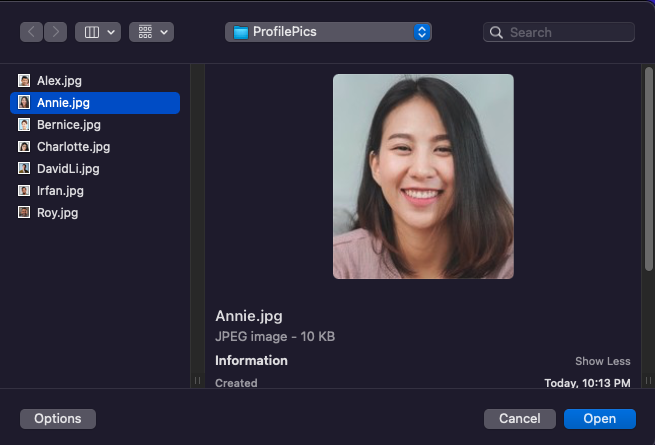 ProfilePics
Search
Alex.jpg
Annie.jpg
Bernice.jpg
Charlotte.jpg
DavidLi.jpg
Irfan.jpg
Roy.jpg
Annie.jpg
JPEG image - 10 KB
Information
Show Less
Created
Today, 10:13 PM
Options
Cancel
Open